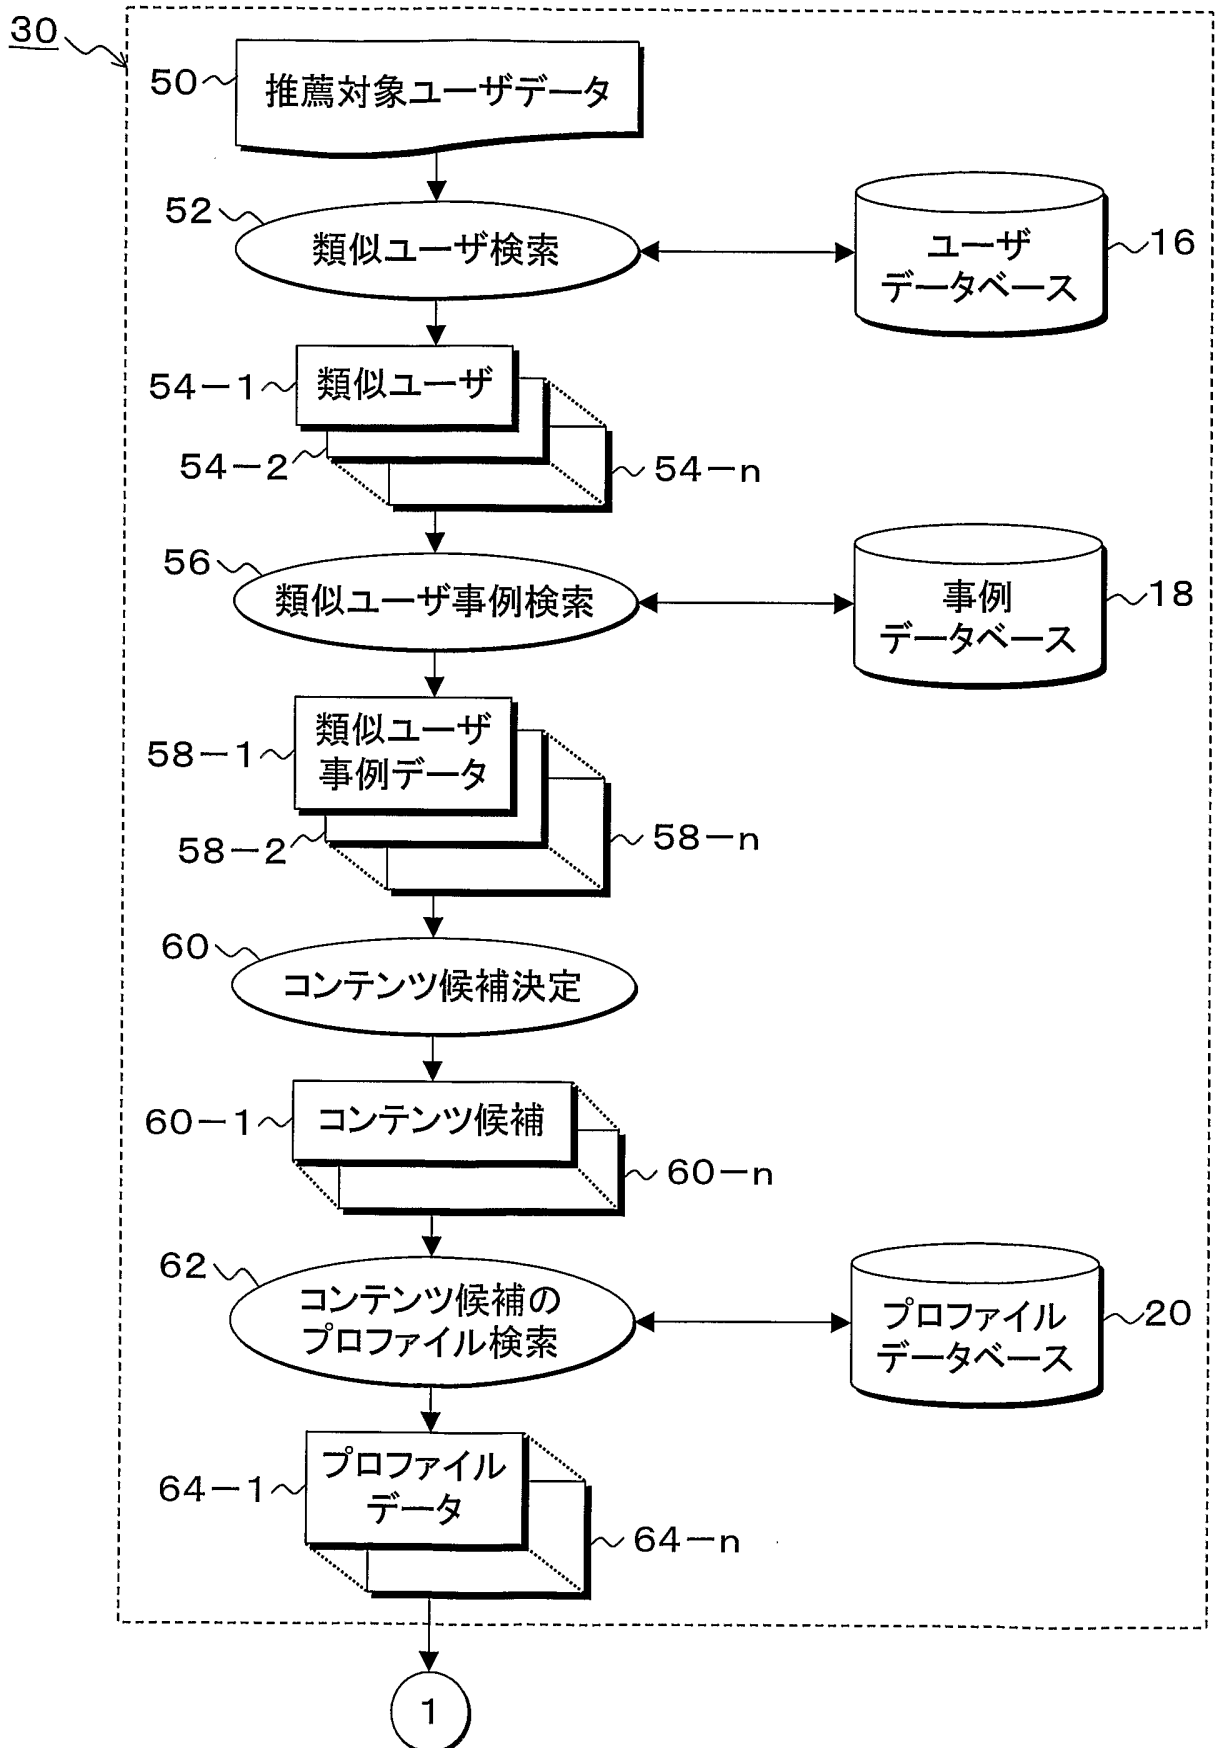 30
50
推薦対象ユーザデータ
52
類似ユーザ検索
ユーザ
データベース
16
54-1
類似ユーザ
54-2
54-n
56
類似ユーザ事例検索
事例
データベース
18
58-1
類似ユーザ
事例データ
58-2
58-n
60
コンテンツ候補決定
60-1
コンテンツ候補
60-n
62
コンテンツ候補の
プロファイル検索
プロファイル
データベース
20
64-1
プロファイル
データ
64-n
1